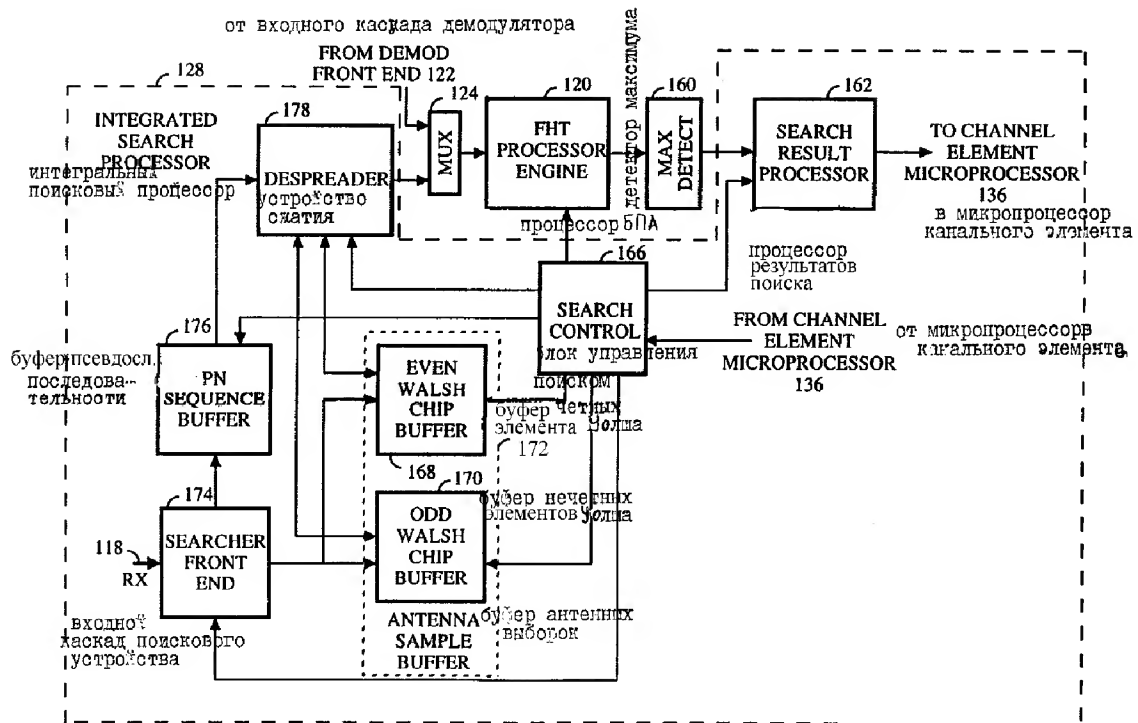 от входного каскада демодулятора
FROM DEMOD
FRONT END 122
128
178
124
120
160
162
INTEGRATED
SEARCH
PROCESSOR
интегральных
поисковый процессор
DESPREADER
устройство
сжатия
MUX
FHT
PROCESSOR
ENGINE
процессор БПА
детектор максимума
MAX
DETECT
SEARCH
RESULT
PROCESSOR
TO CHANNEL
ELEMENT
MICROPROCESSOR
136
в микропроцессор
канального элемента
процессор
результатов
поиска
166
SEARCH
CONTROL
блок управления
поиском
FROM CHANNEL
ELEMENT
MICROPROCESSOR
136
от микропроцессорв
канального элемента
176
буфер псевдосл.
последова-
тельности
PN
SEQUENCE
BUFFER
EVEN
WALSH
CHIP
BUFFER
буфер четных
элемента Уолша
168
172
170
ODD
WALSH
CHIP
BUFFER
буфер нечетных
элементов Уолша
174
SEARCHER
FRONT
END
118
RX
входной
каскад поискового
устройства
ANTENNA
SAMPLE
BUFFER
буфер антенных
выборок